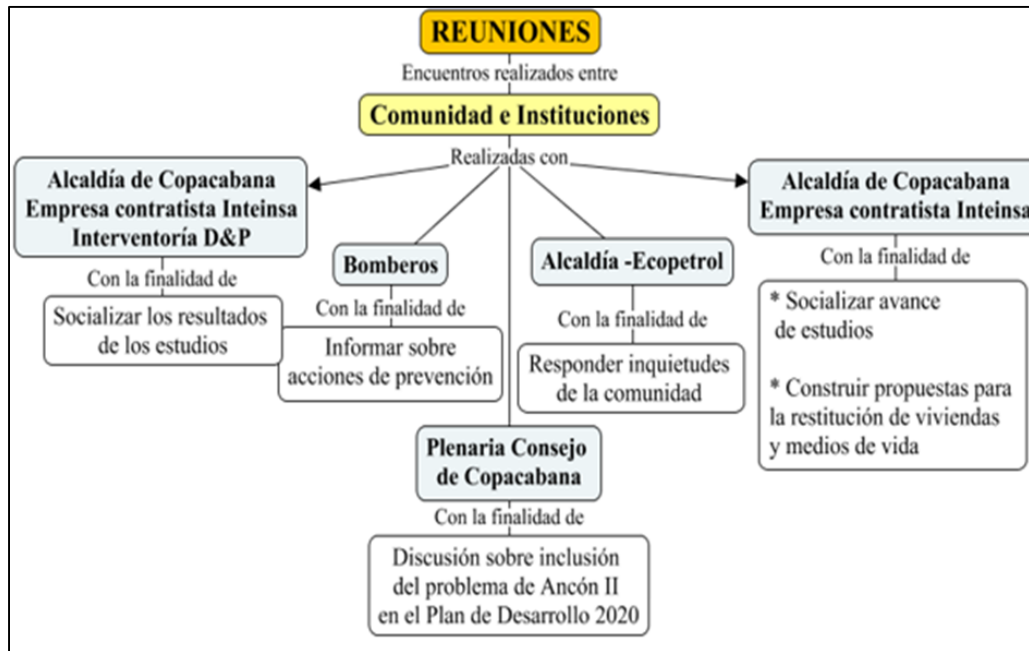 REUNIONES
Encuentros realizados entre
Comunidad e Instituciones
Realizadas con
Alcaldía de Copacabana
Empresa contratista Inteinsa
Interventoría D&P
Con la finalidad de
Socializar los resultados
de los estudios
Bomberos
Con la finalidad de
Informar sobre
acciones de prevención
Plenaria Consejo
de Copacabana
Con la finalidad de
Discusión sobre inclusión
del problema de Ancón II
en el Plan de Desarrollo 2020
Alcaldía -Ecopetrol
Con la finalidad de
Responder inquietudes
de la comunidad
Alcaldía de Copacabana
Empresa contratista Inteinsa
Con la finalidad de
* Socializar avance
de estudios
* Construir propuestas para
la restitución de viviendas
y medios de vida